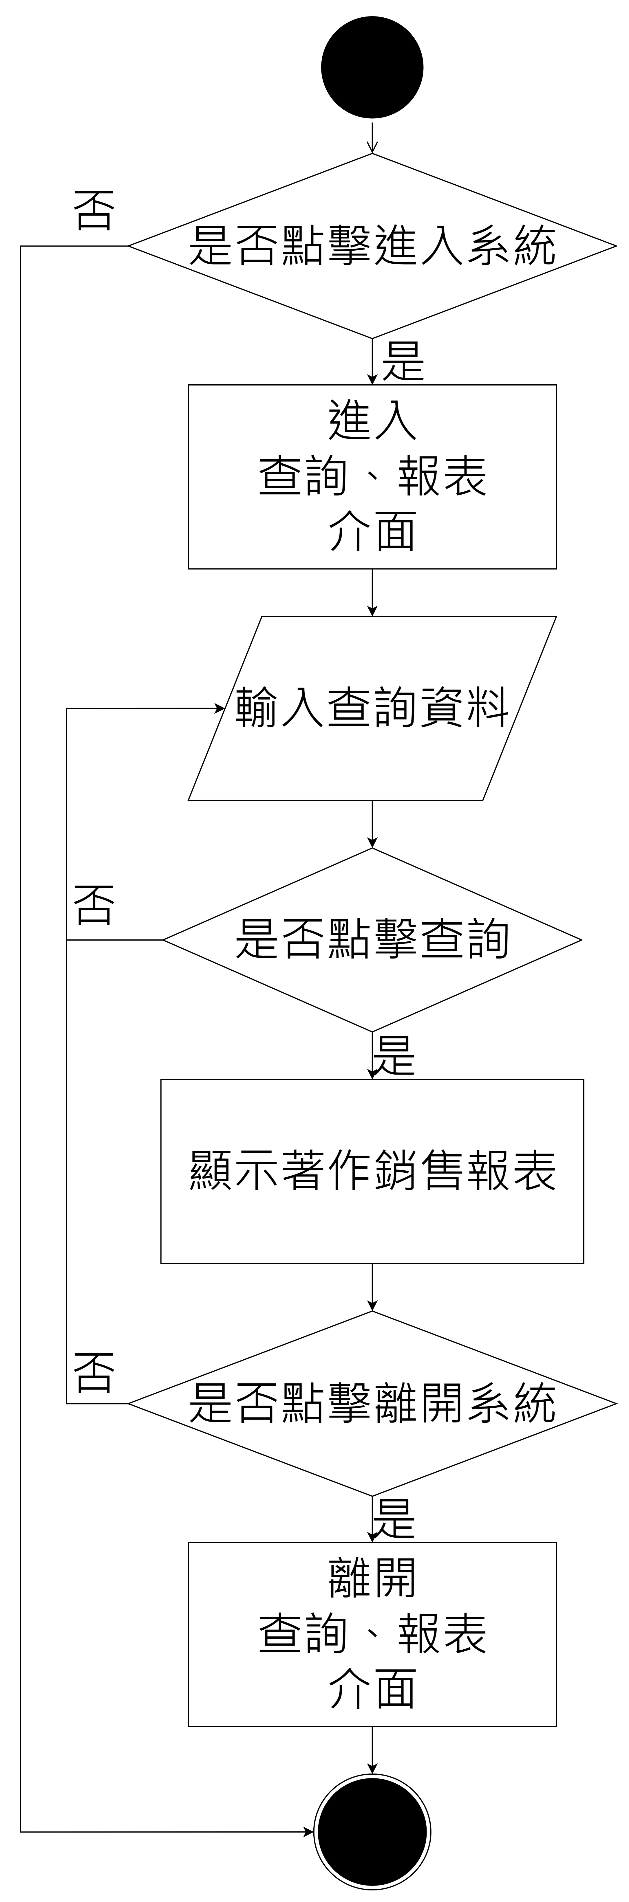 否
是否點擊進入系統
是
進入
查詢、報表
介面
輸入查詢資料
否
是否點擊查詢
是
顯示著作銷售報表
否
是否點擊離開系統
是
離開
查詢、報表
介面